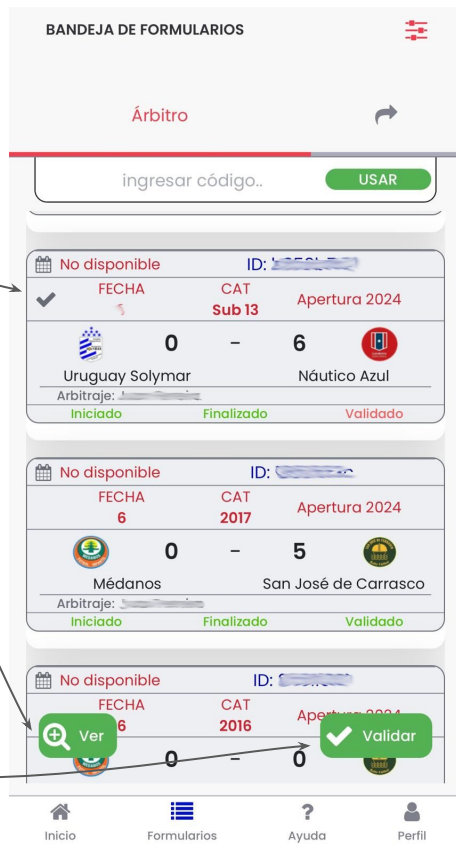 BANDEJA DE FORMULARIOS
Árbitro
ingresar código.. USAR
No disponible ID:
FECHA CAT Apertura 2024
Sub 13
0 - 6
Uruguay Solymar Náutico Azul
Arbitraje:
Iniciado Finalizado Validado
No disponible ID:
FECHA CAT Apertura 2024
6 2017
0 - 5
Médanos San José de Carrasco
Arbitraje:
Iniciado Finalizado Validado
No disponible ID:
FECHA CAT
6 2016
Ver Validar
0 - 0
Inicio Formularios Ayuda Perfil